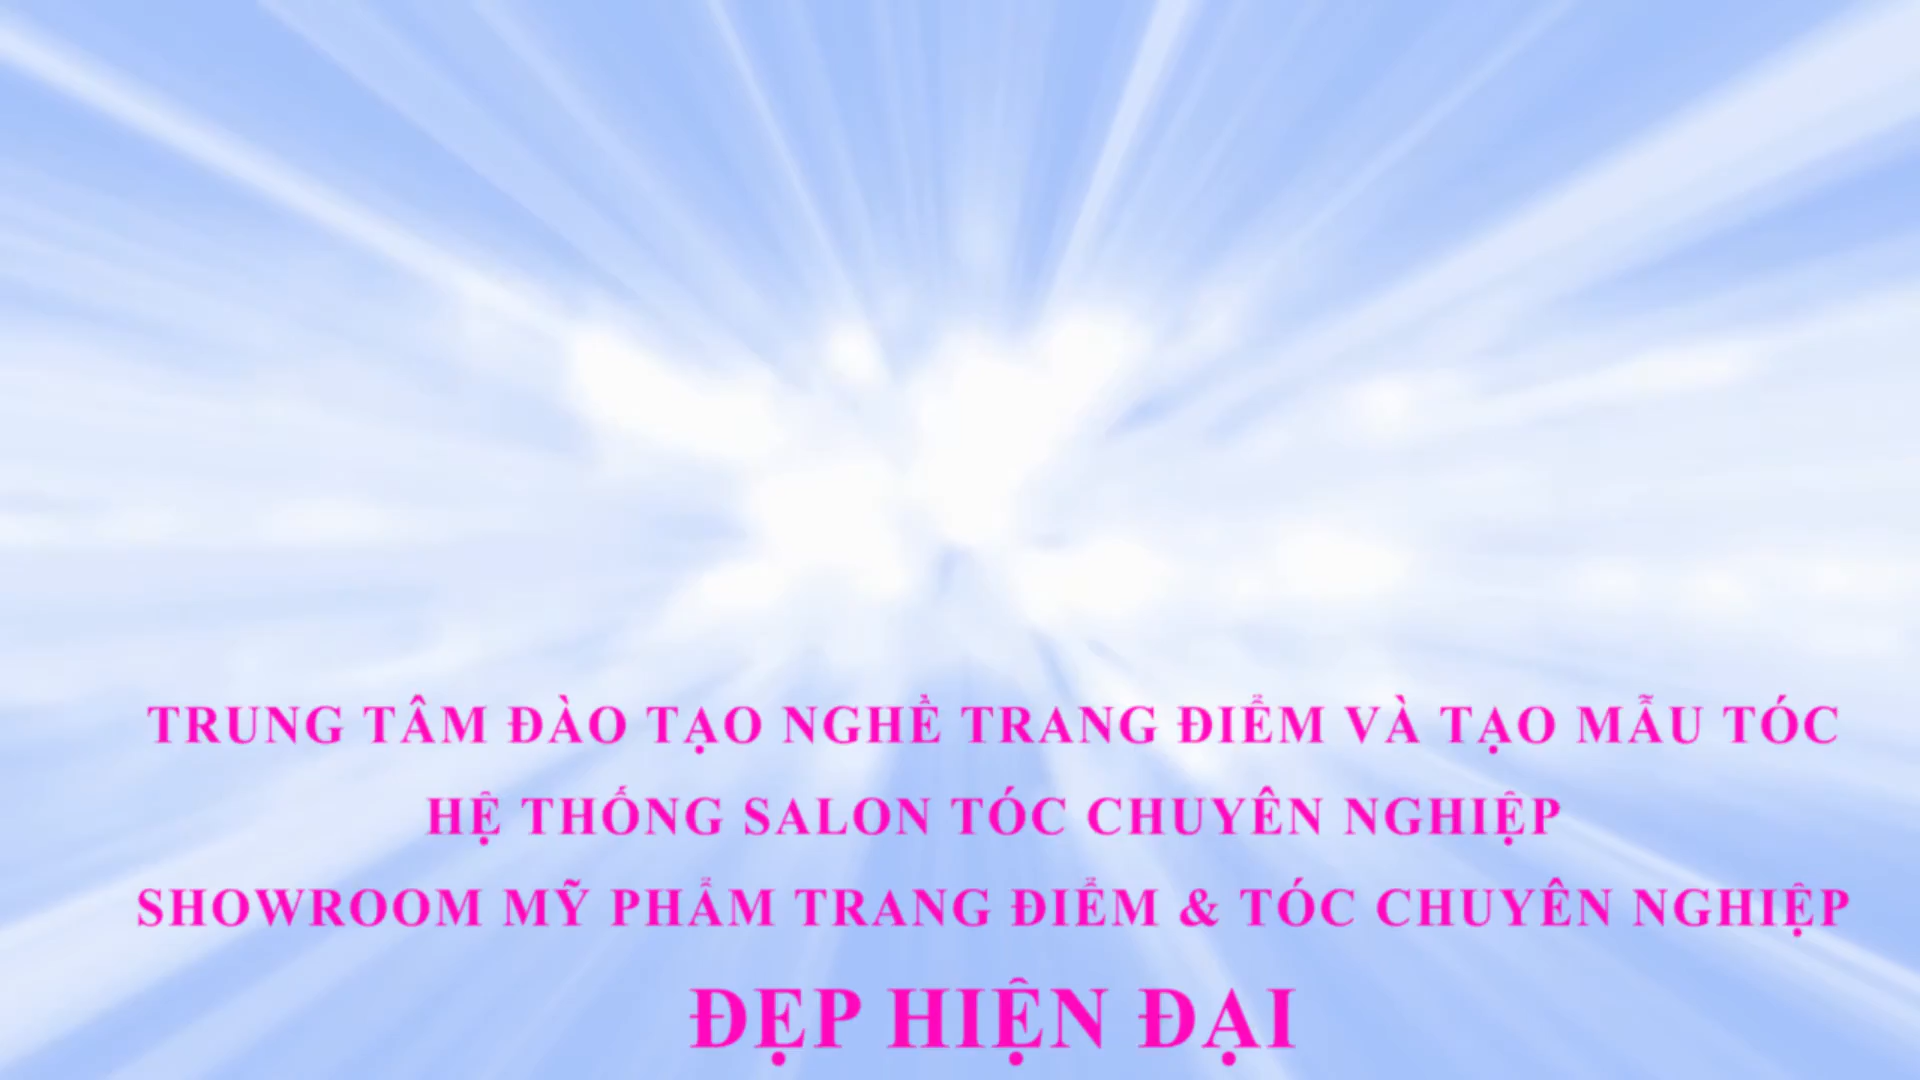 TRUNG TÂM ĐÀO TẠO NGHỀ TRANG ĐIỂM VÀ TẠO MẪU TÓC
HỆ THỐNG SALON TÓC CHUYÊN NGHIỆP
SHOWROOM MỸ PHẨM TRANG ĐIỂM & TÓC CHUYÊN NGHIỆP
ĐẸP HIỆN ĐẠI